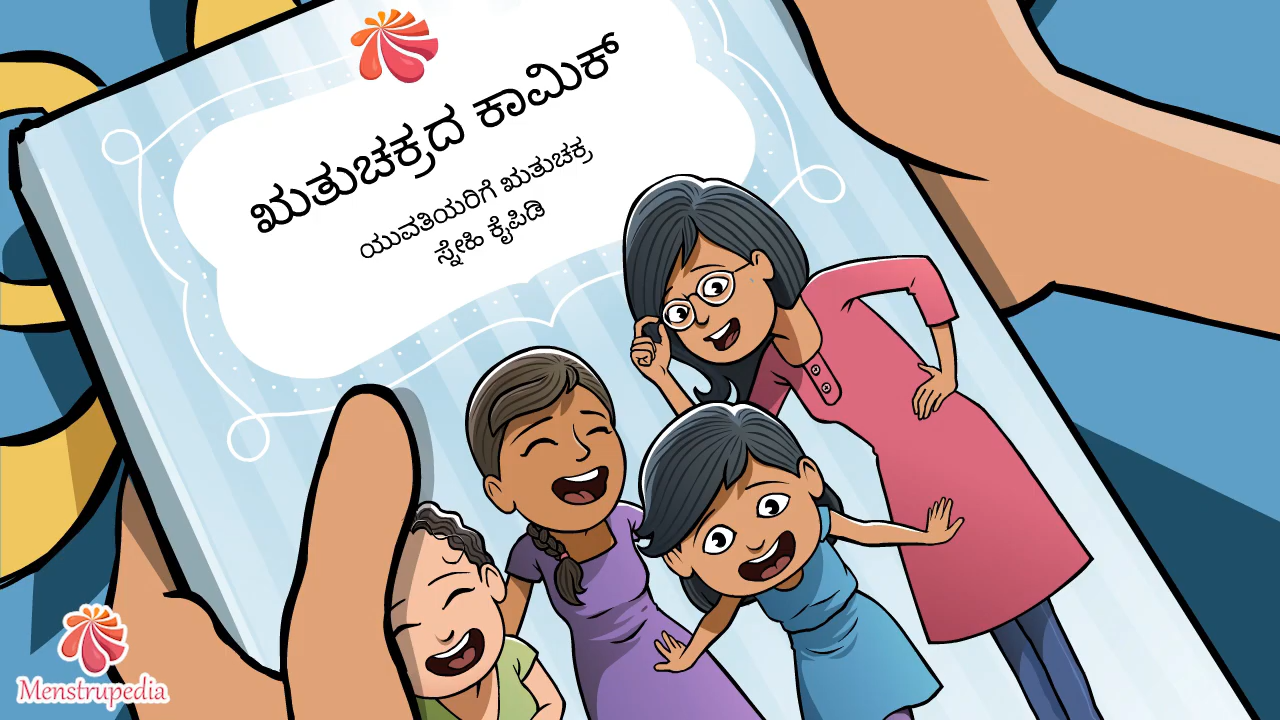 ಋತುಚಕ್ರದ ಕಾಮಿಕ್
ಯುವತಿಯರಿಗೆ ಋತುಚಕ್ರ
ಸ್ನೇಹಿ ಕೈಪಿಡಿ
Menstrupedia